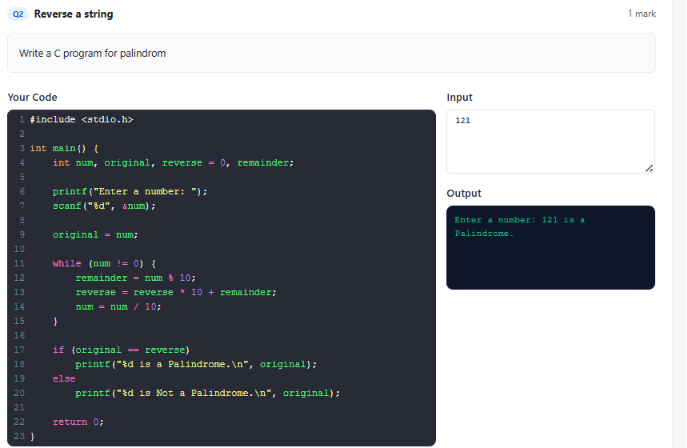 Q2 Reverse a string 1 mark
Write a C program for palindrom
Your Code
1 #include <stdio.h>
2
3 int main() {
4     int num, original, reverse = 0, remainder;
5
6     printf("Enter a number: ");
7     scanf("%d", &num);
8
9     original = num;
10
11     while (num != 0) {
12         remainder = num % 10;
13         reverse = reverse * 10 + remainder;
14         num = num / 10;
15     }
16
17     if (original == reverse)
18         printf("%d is a Palindrome.\n", original);
19     else
20         printf("%d is Not a Palindrome.\n", original);
21
22     return 0;
23 }
Input
121
Output
Enter a number: 121 is a
Palindrome.